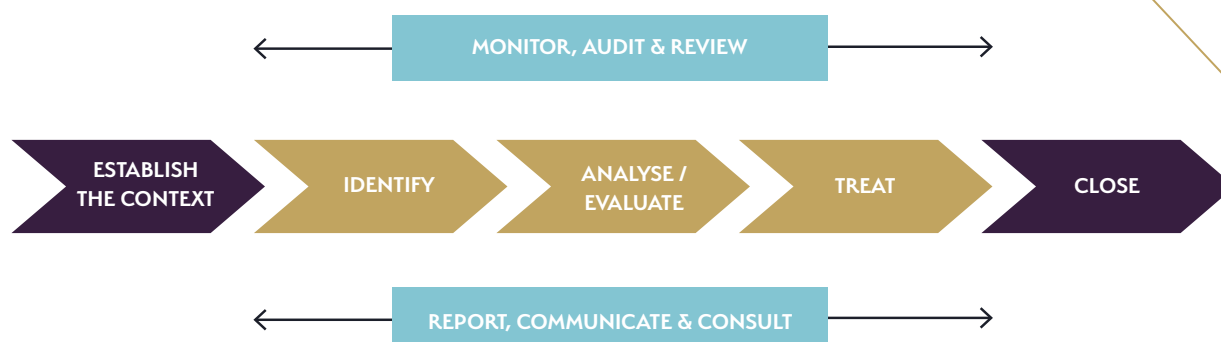 MONITOR, AUDIT & REVIEW
ESTABLISH
THE CONTEXT
IDENTIFY
ANALYSE /
EVALUATE
TREAT
CLOSE
REPORT, COMMUNICATE & CONSULT